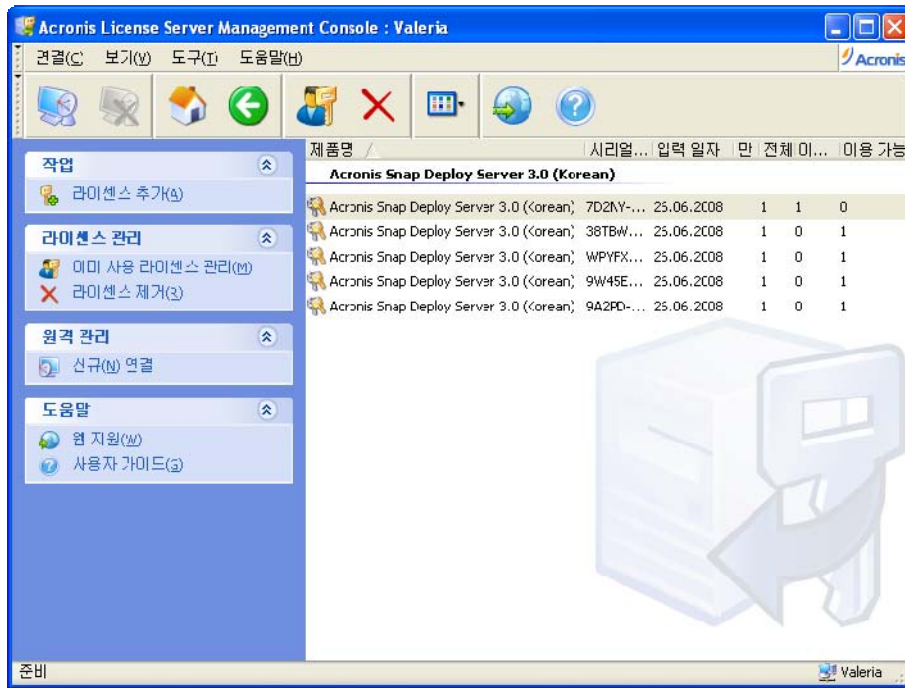 Acronis License Server Management Console : Valeria
연결(C) 보기(V) 도구(T) 도움말(H)
Acronis
작업
라이센스 추가(A)
라이센스 관리
이미 사용 라이센스 관리(M)
라이센스 제거(R)
원격 관리
신규(N) 연결
도움말
웹 지원(W)
사용자 가이드(G)
제품명 시리얼... 입력 일자 만 전체 이... 이용 가능
Acronis Snap Deploy Server 3.0 (Korean)
Acronis Snap Deploy Server 3.0 (Korean) 7D2NY-... 25.06.2008 1 1 0
Acronis Snap Deploy Server 3.0 (Korean) 38TBW... 25.06.2008 1 0 1
Acronis Snap Deploy Server 3.0 (Korean) WPYFX... 25.06.2008 1 0 1
Acronis Snap Deploy Server 3.0 (Korean) 9W45E... 25.06.2008 1 0 1
Acronis Snap Deploy Server 3.0 (Korean) 9A2PD-... 25.06.2008 1 0 1
준비
Valeria